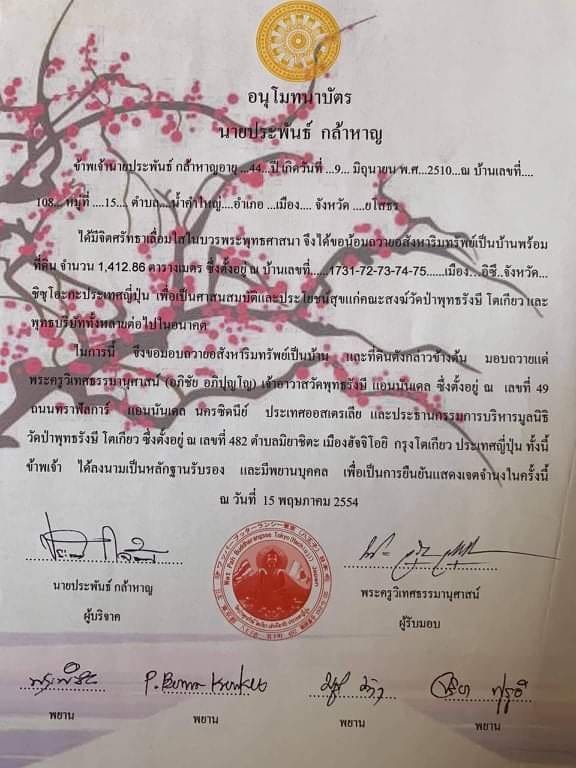 อนุโมทนาบัตร
นายประพันธ์ กล้าหาญ
ข้าพเจ้านายประพันธ์ กล้าหาญอายุ ...44...ปี เกิดวันที่ ...9... มิถุนายน พ.ศ...2510...ณ บ้านเลขที่....
108... หมู่ที่ ....15.... ตำบล....น้ำคำใหญ่....อำเภอ ...เมือง.... จังหวัด ....ยโสธร
ได้มีจิตศรัทธาเลื่อมใสในบวรพระพุทธศาสนา จึงได้ขอน้อมถวายอสังหาริมทรัพย์เป็นบ้านพร้อม
ที่ดิน จำนวน 1,412.86 ตารางเมตร ซึ่งตั้งอยู่ ณ บ้านเลขที่......1731-72-73-74-75......เมือง...อิซึ..จังหวัด...
ชิซุโอะกะประเทศญี่ปุ่น เพื่อเป็นศาสนสมบัติและประโยชน์สุขแก่คณะสงฆ์วัดป่าพุทธรังษี โตเกียว และ
พุทธบริษัททั้งหลายต่อไปในอนาคต
ในการนี้ จึงขอมอบถวายอสังหาริมทรัพย์เป็นบ้าน และที่ดินดังกล่าวข้างต้น มอบถวายแด่
พระครูวิเทศธรรมานุศาสน์ (อภิชัย อภิปุญโญ) เจ้าอาวาสวัดพุทธรังษี แอนนันเดล ซึ่งตั้งอยู่ ณ เลขที่ 49
ถนนทราฟัลการ์ แอนนันเดล นครซิดนีย์ ประเทศออสเตรเลีย และประธานกรรมการบริหารมูลนิธิ
วัดป่าพุทธรังษี โตเกียว ซึ่งตั้งอยู่ ณ เลขที่ 482 ตำบลมิยาชิตะ เมืองฮัจจิโอยิ กรุงโตเกียว ประเทศญี่ปุ่น ทั้งนี้
ข้าพเจ้า ได้ลงนามเป็นหลักฐานรับรอง และมีพยานบุคคล เพื่อเป็นการยืนยันแสดงเจตจำนงในครั้งนี้
ณ วันที่ 15 พฤษภาคม 2554
Wat Pah Buddharangsee Tokyo Japan
นายประพันธ์ กล้าหาญ
พระครูวิเทศธรรมานุศาสน์
ผู้บริจาค
ผู้รับมอบ
พยาน
พยาน
พยาน
พยาน